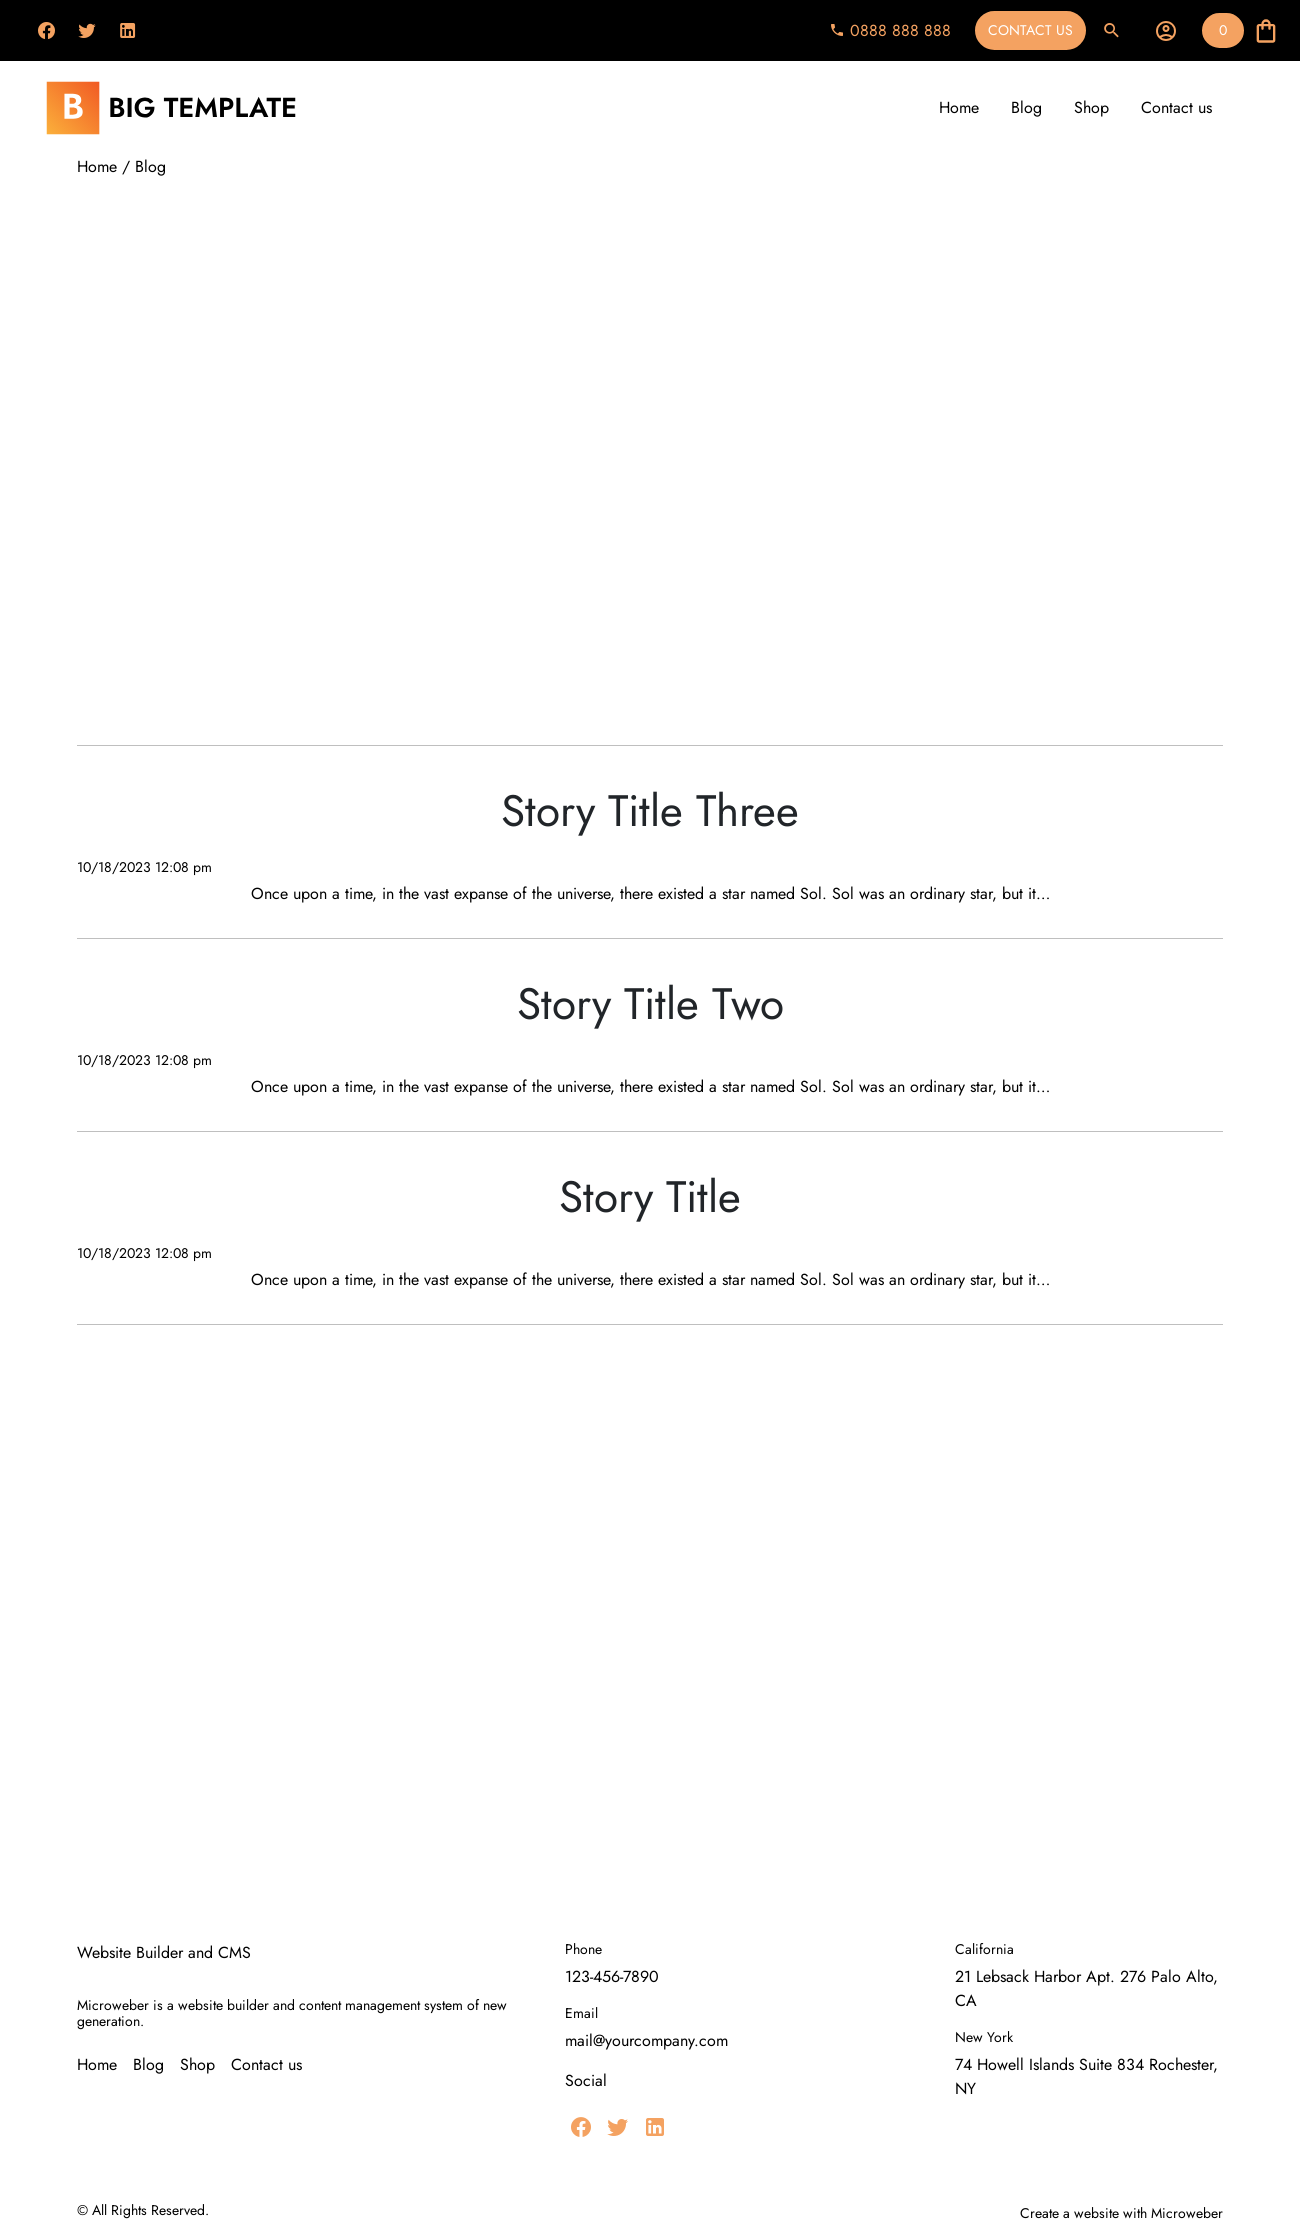 0888 888 888
CONTACT US
0
B BIG TEMPLATE
Home Blog Shop Contact us
Home / Blog
Story Title Three
10/18/2023 12:08 pm
Once upon a time, in the vast expanse of the universe, there existed a star named Sol. Sol was an ordinary star, but it...
Story Title Two
10/18/2023 12:08 pm
Once upon a time, in the vast expanse of the universe, there existed a star named Sol. Sol was an ordinary star, but it...
Story Title
10/18/2023 12:08 pm
Once upon a time, in the vast expanse of the universe, there existed a star named Sol. Sol was an ordinary star, but it...
Website Builder and CMS
Microweber is a website builder and content management system of new
generation.
Home Blog Shop Contact us
Phone
123-456-7890
Email
mail@yourcompany.com
Social
California
21 Lebsack Harbor Apt. 276 Palo Alto,
CA
New York
74 Howell Islands Suite 834 Rochester,
NY
© All Rights Reserved.
Create a website with Microweber